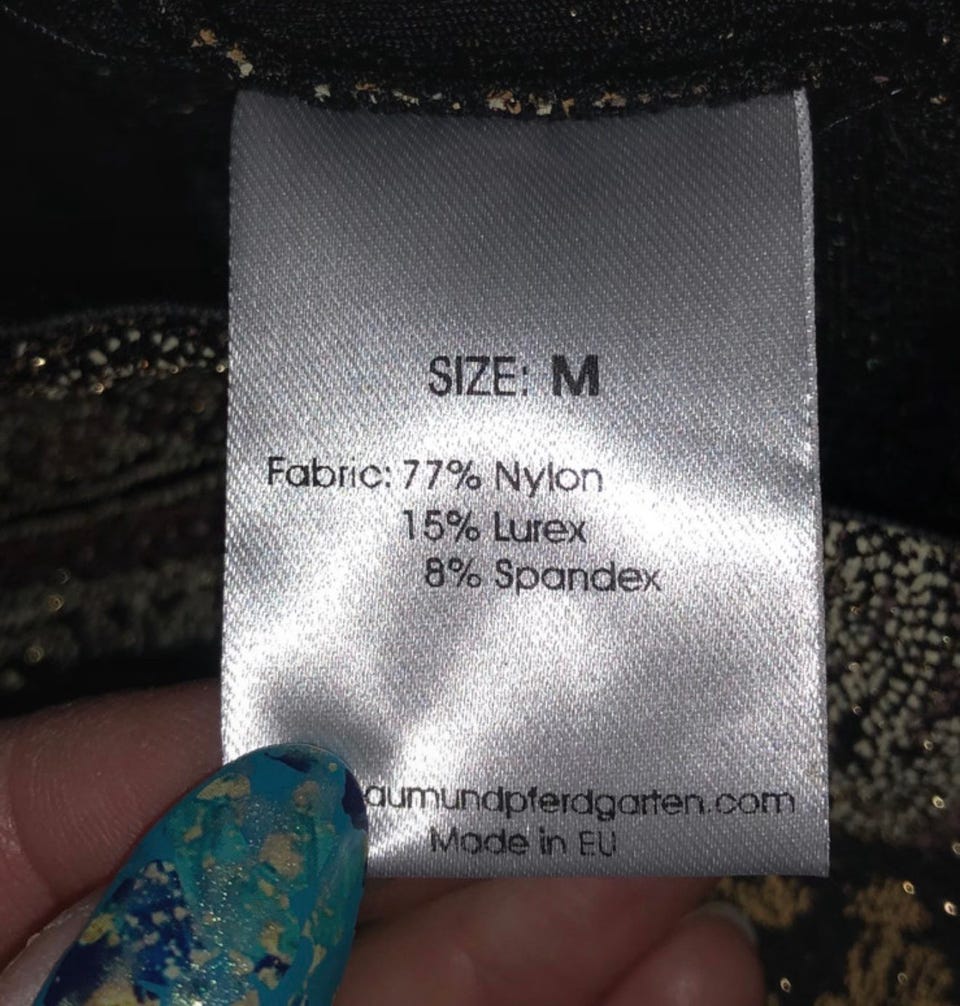 SIZE: M
Fabric: 77% Nylon
15% Lurex
8% Spandex
aumundpferdgarten.com
Made in EU